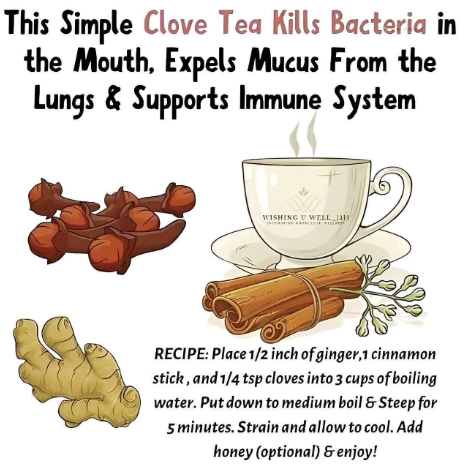 This Simple Clove Tea Kills Bacteria in
the Mouth, Expels Mucus From the
Lungs & Supports Immune System
WISHING U WELL_1111
RECIPE: Place 1/2 inch of ginger,1 cinnamon
stick , and 1/4 tsp cloves into 3 cups of boiling
water. Put down to medium boil & Steep for
5 minutes. Strain and allow to cool. Add
honey (optional) & enjoy!